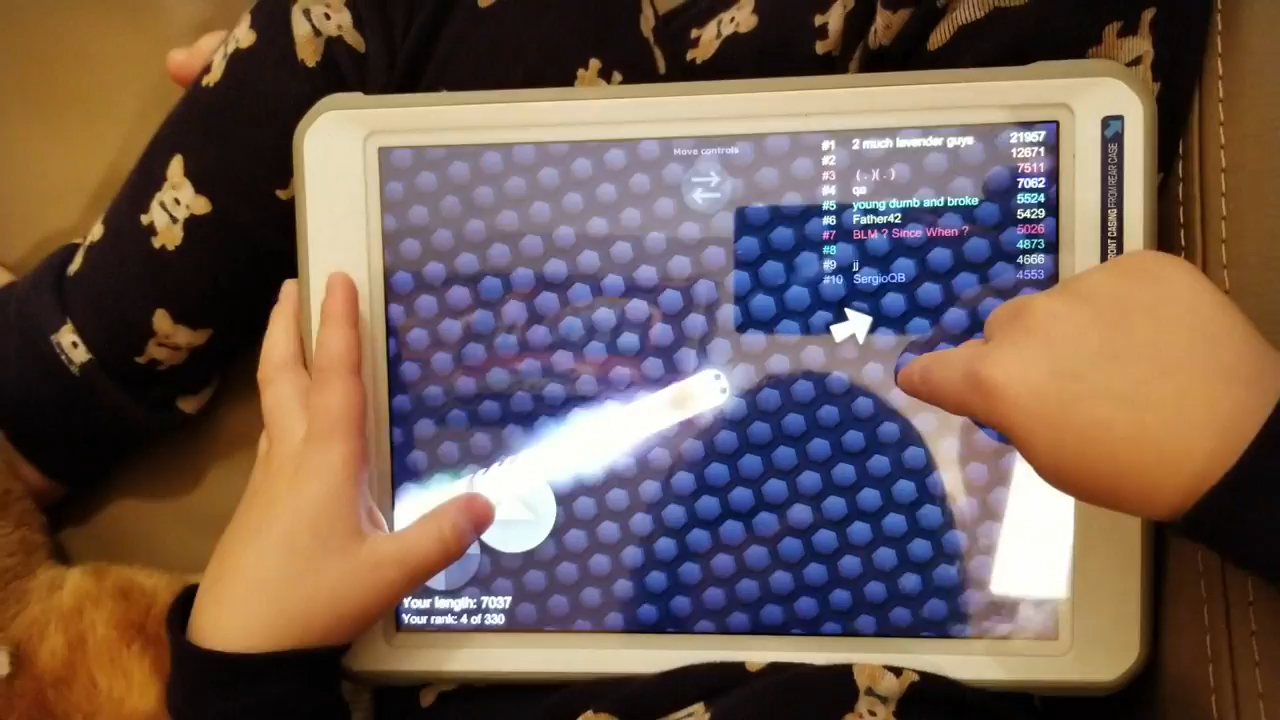 Move controls
#1 2 much lavender guys 21957
#2 12671
#3 ( . )( . ) 7511
#4 qa 7062
#5 young dumb and broke 5524
#6 Father42 5429
#7 BLM ? Since When ? 5026
#8 4873
#9 jj 4666
#10 SergioQB 4553
Your length: 7037
Your rank: 4 of 330
FRONT CASING FROM REAR CASE